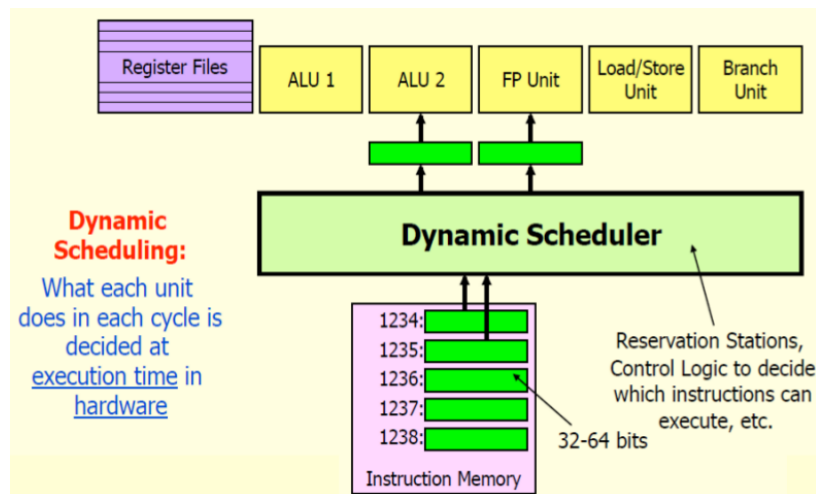 Register Files
ALU 1
ALU 2
FP Unit
Load/Store
Unit
Branch
Unit
Dynamic Scheduler
Dynamic
Scheduling:
What each unit
does in each cycle is
decided at
execution time in
hardware
1234:
1235:
1236:
1237:
1238:
Instruction Memory
32-64 bits
Reservation Stations,
Control Logic to decide
which instructions can
execute, etc.